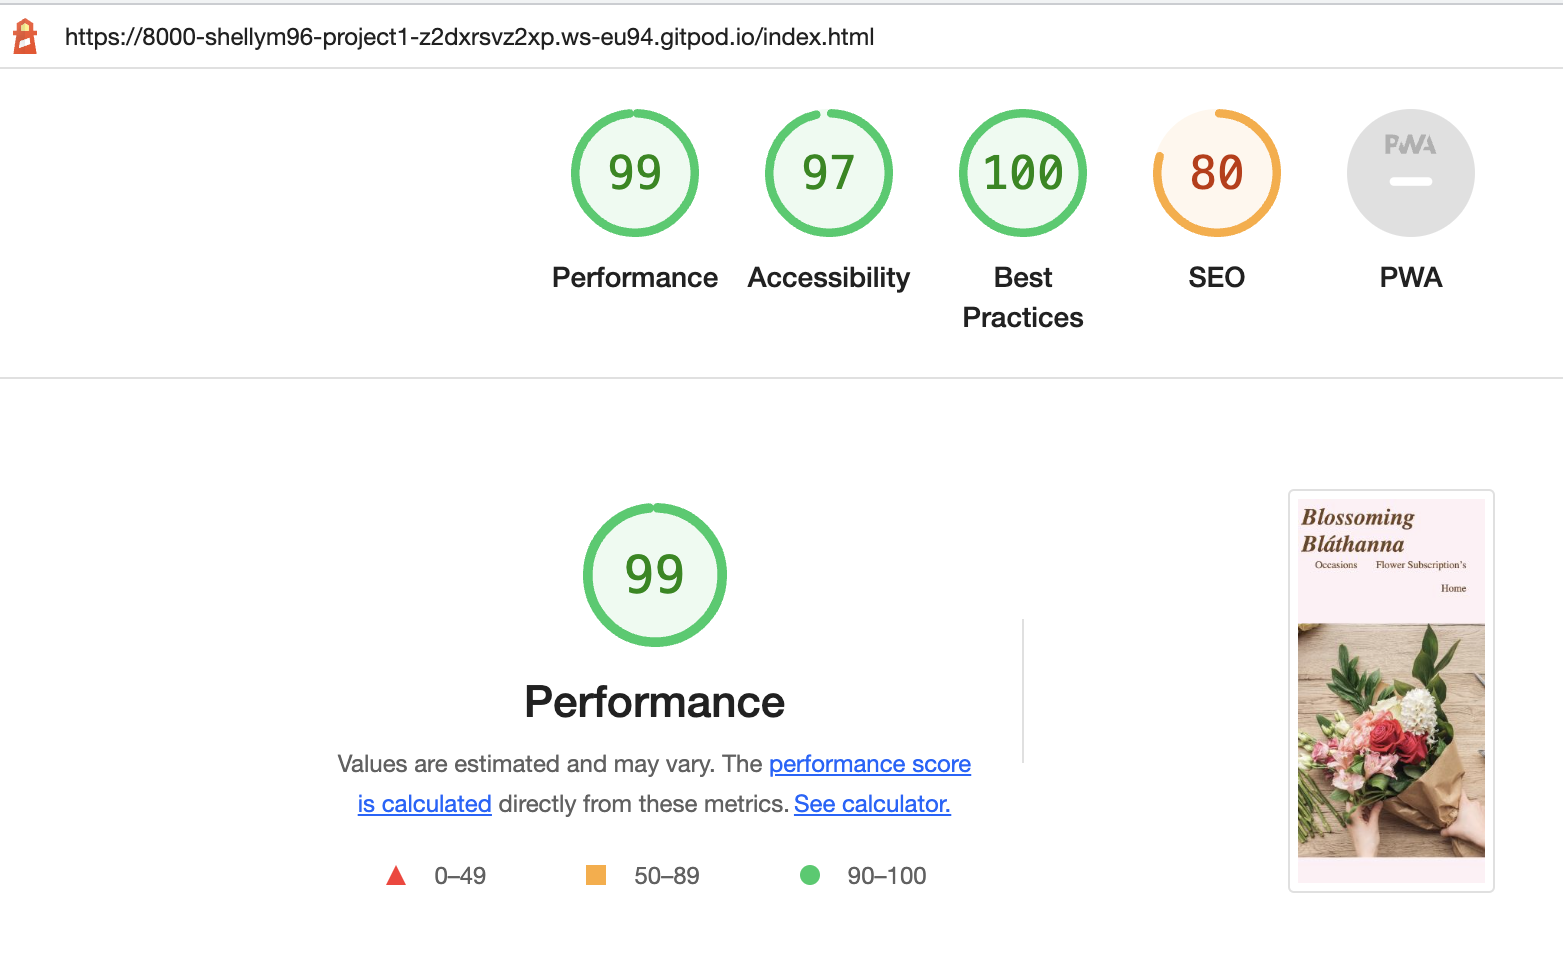 https://8000-shellym96-project1-z2dxrsvz2xp.ws-eu94.gitpod.io/index.html
99
97
100
80
PWA
Performance
Accessibility
Best
Practices
SEO
PWA
99
Performance
Values are estimated and may vary. The performance score
is calculated directly from these metrics. See calculator.
0–49
50–89
90–100
Blossoming
Bláthanna
Occasions Flower Subscription's
Home